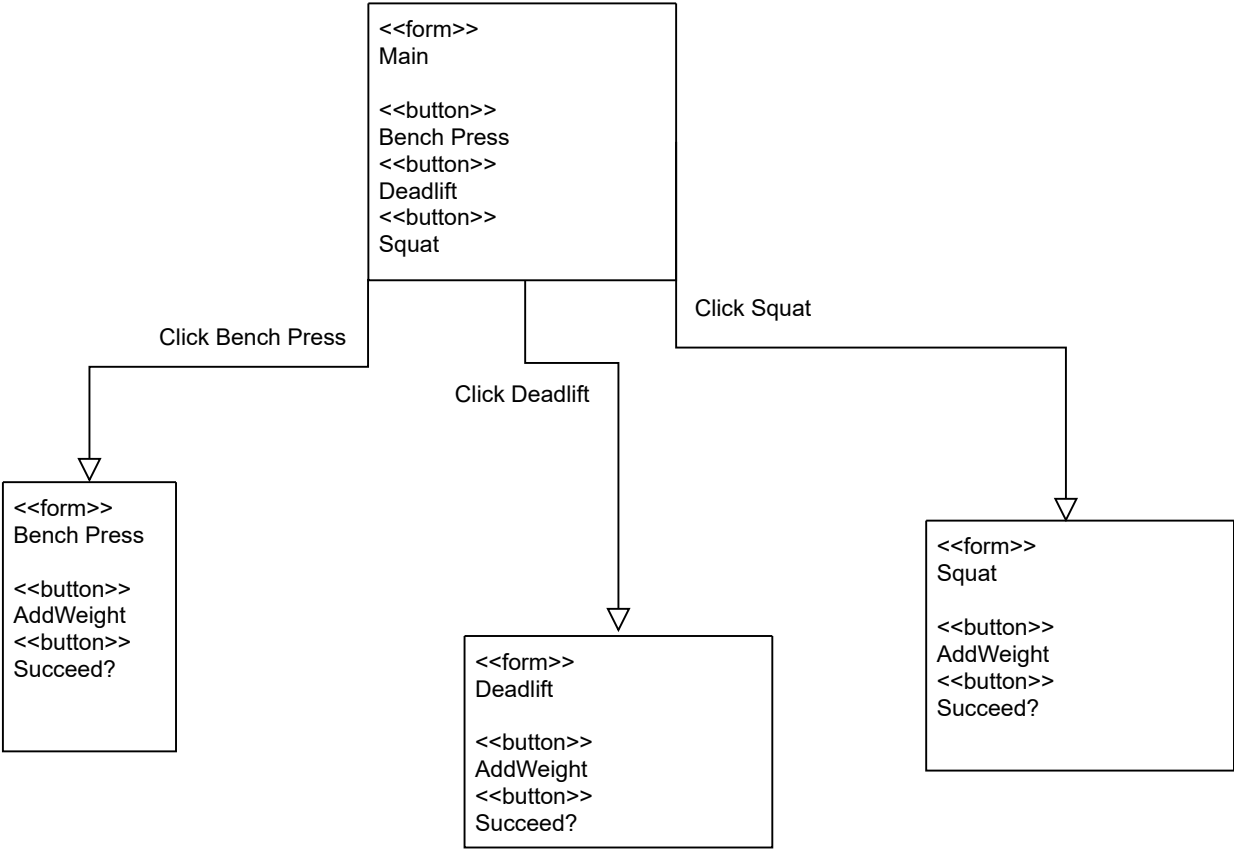 <<form>>
Main
<<button>>
Bench Press
<<button>>
Deadlift
<<button>>
Squat
Click Bench Press
Click Deadlift
Click Squat
<<form>>
Bench Press
<<button>>
AddWeight
<<button>>
Succeed?
<<form>>
Deadlift
<<button>>
AddWeight
<<button>>
Succeed?
<<form>>
Squat
<<button>>
AddWeight
<<button>>
Succeed?